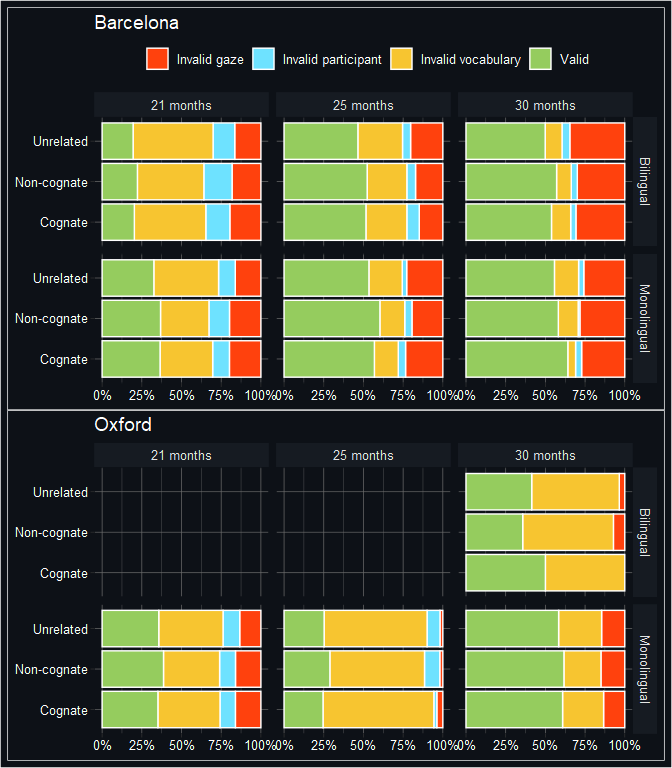 Barcelona
Invalid gaze Invalid participant Invalid vocabulary Valid
21 months 25 months 30 months
Unrelated
Non-cognate
Cognate
Bilingual
Unrelated
Non-cognate
Cognate
Monolingual
0% 25% 50% 75% 100% 0% 25% 50% 75% 100% 0% 25% 50% 75% 100%
Oxford
21 months 25 months 30 months
Unrelated
Non-cognate
Cognate
Bilingual
Unrelated
Non-cognate
Cognate
Monolingual
0% 25% 50% 75% 100% 0% 25% 50% 75% 100% 0% 25% 50% 75% 100%